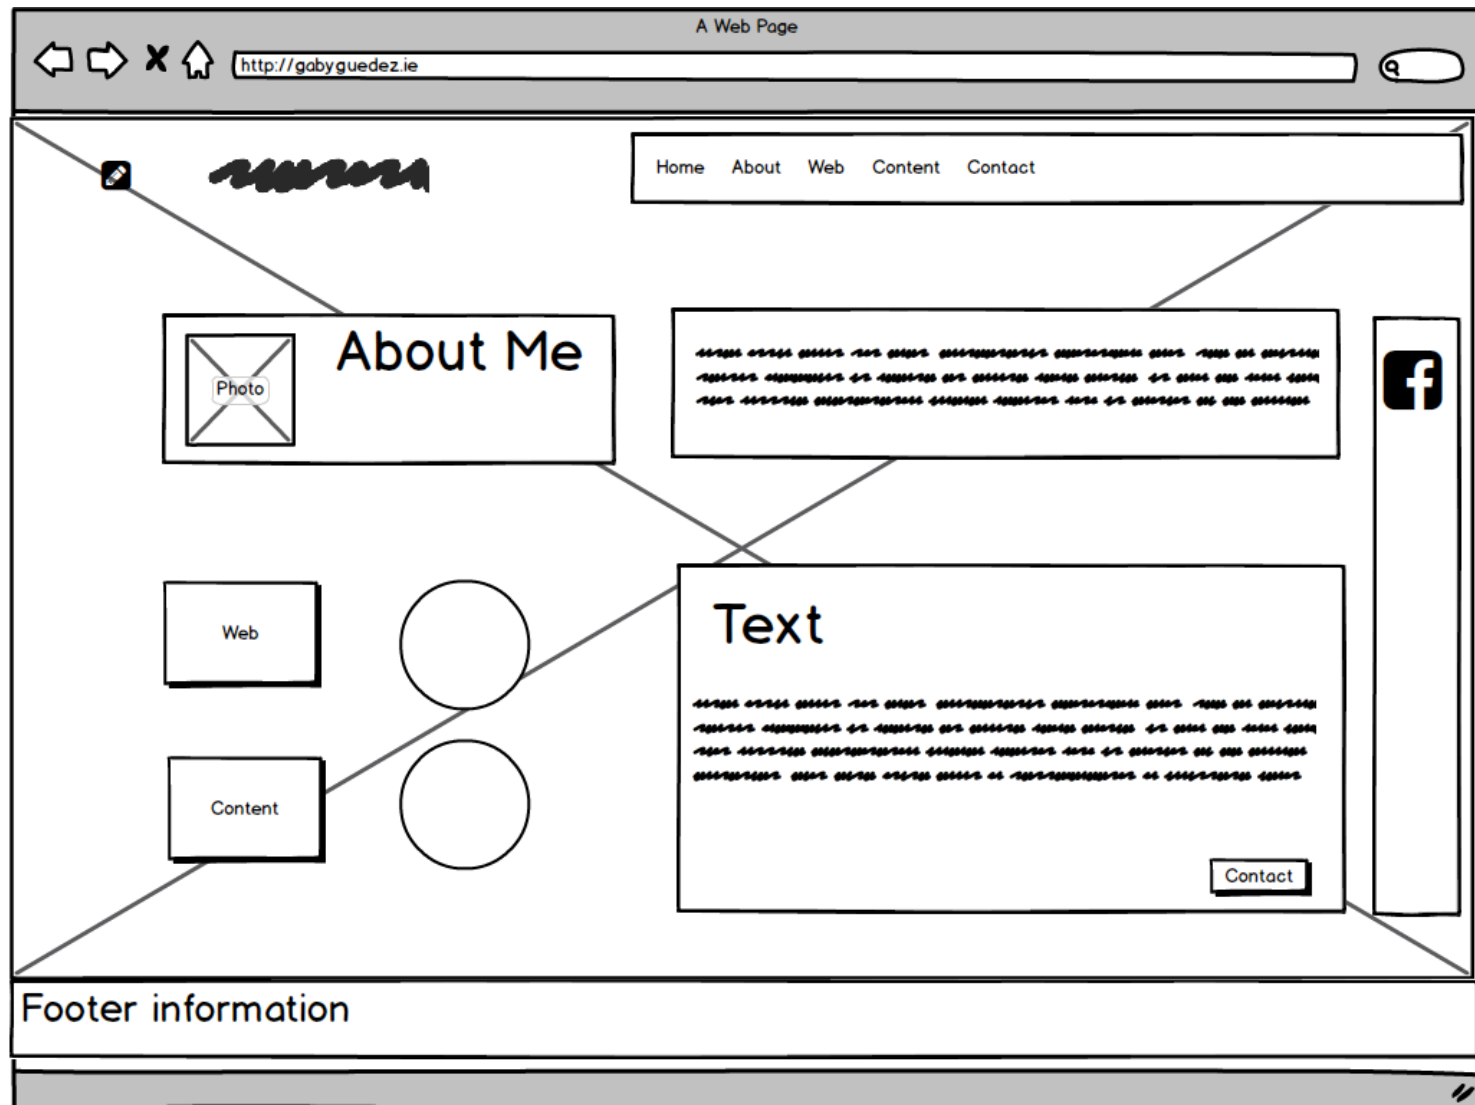 A Web Page
http://gabyguedez.ie
Home About Web Content Contact
Photo
About Me
Web
Content
Text
Contact
Footer information